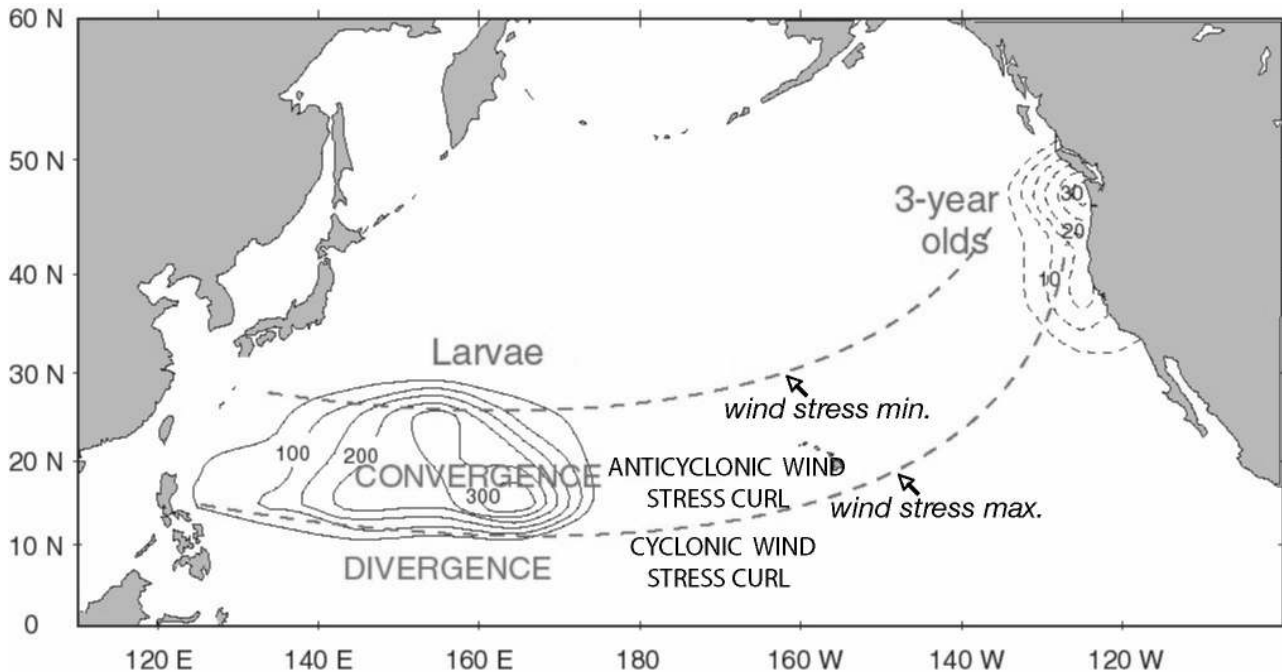 60 N
50 N
40 N
30 N
20 N
10 N
0
3-year
olds
30
20
10
Larvae
wind stress min.
100
200
CONVERGENCE
300
ANTICYCLONIC WIND
STRESS CURL
wind stress max.
CYCLONIC WIND
STRESS CURL
DIVERGENCE
120 E
140 E
160 E
180
160 W
140 W
120 W